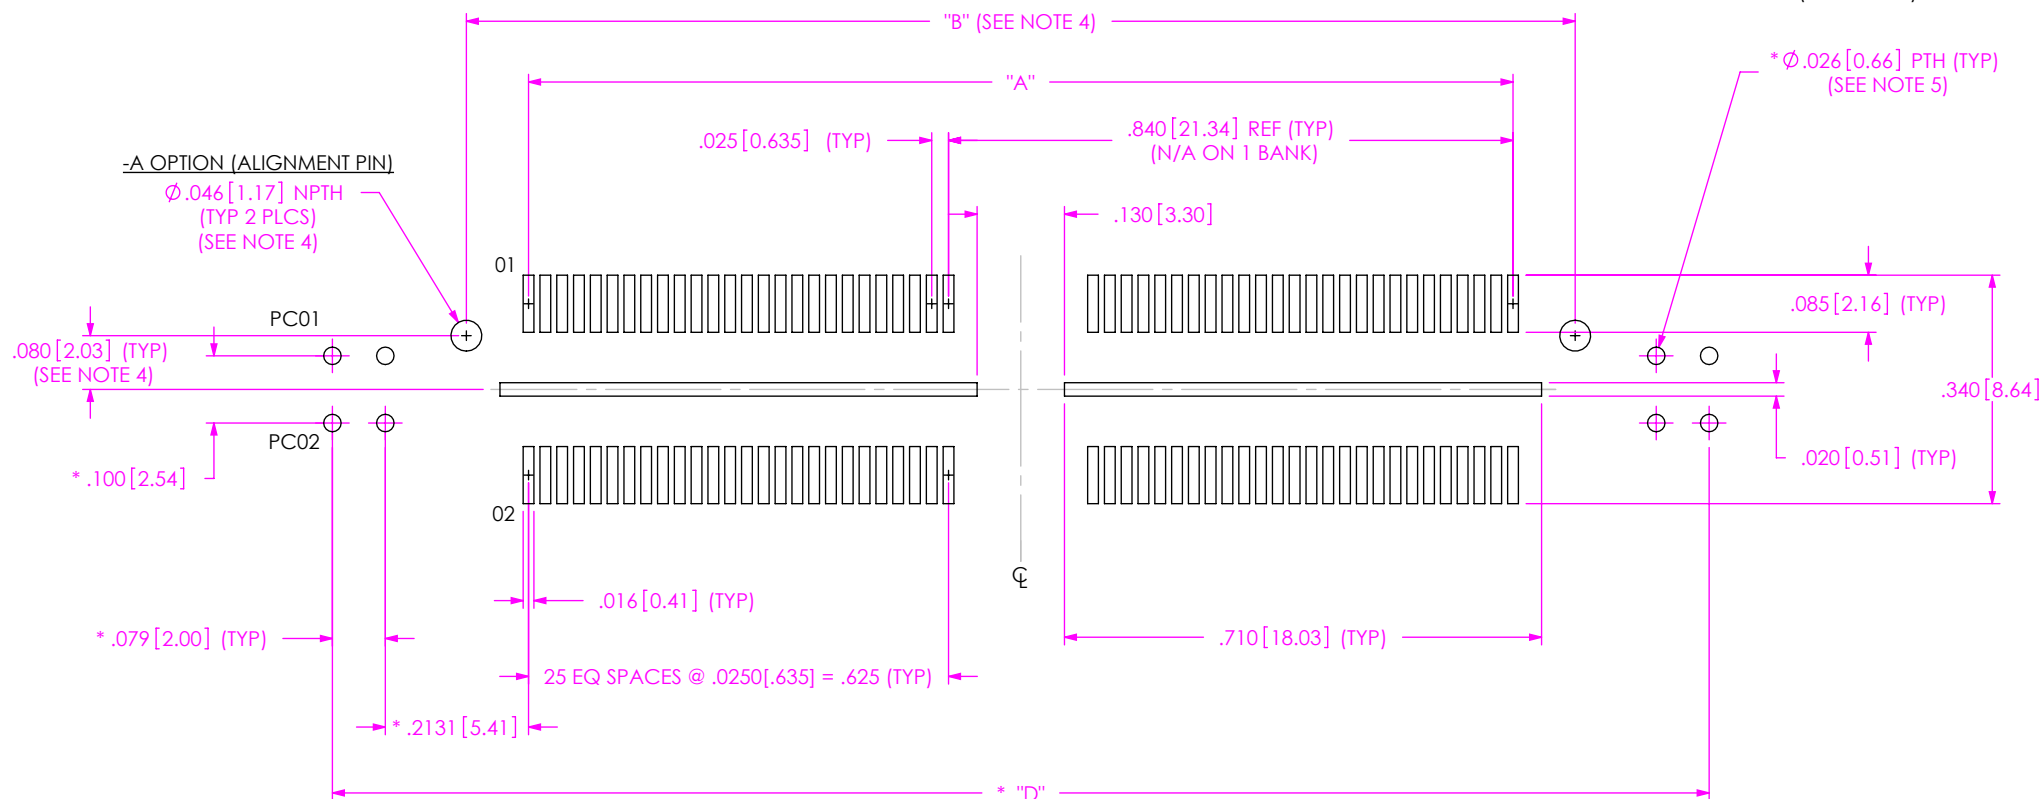 "B" (SEE NOTE 4)
"A"
* Ø.026[0.66] PTH (TYP)
(SEE NOTE 5)
.025[0.635] (TYP)
.840[21.34] REF (TYP)
(N/A ON 1 BANK)
-A OPTION (ALIGNMENT PIN)
Ø.046[1.17] NPTH
(TYP 2 PLCS)
(SEE NOTE 4)
.130[3.30]
01
PC01
.085[2.16] (TYP)
.080[2.03] (TYP)
(SEE NOTE 4)
.340[8.64]
PC02
.020[0.51] (TYP)
* .100[2.54]
02
℄
.016[0.41] (TYP)
* .079[2.00] (TYP)
.710[18.03] (TYP)
25 EQ SPACES @ .0250[.635] = .625 (TYP)
* .2131[5.41]
* "D"